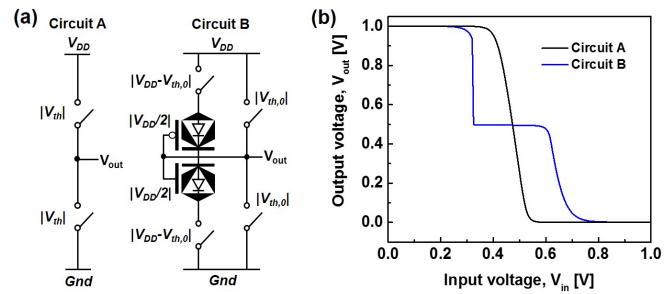 (a)
Circuit A
Circuit B
V_DD
V_DD
|V_DD-V_th,0|
|V_th|
|V_DD/2|
|V_th,0|
V_out
V_out
|V_th|
|V_DD/2|
|V_th,0|
|V_DD-V_th,0|
Gnd
Gnd
(b)
Output voltage, V_out [V]
1.0
0.8
0.6
0.4
0.2
0.0
Circuit A
Circuit B
0.0 0.2 0.4 0.6 0.8 1.0
Input voltage, V_in [V]